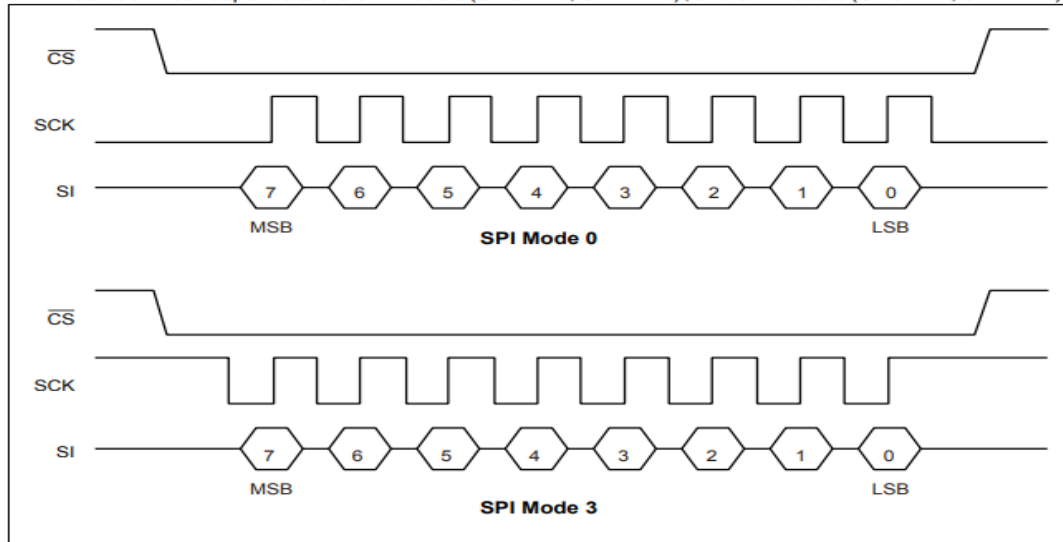 CS
SCK
SI
7 6 5 4 3 2 1 0
MSB LSB
SPI Mode 0
CS
SCK
SI
7 6 5 4 3 2 1 0
MSB LSB
SPI Mode 3